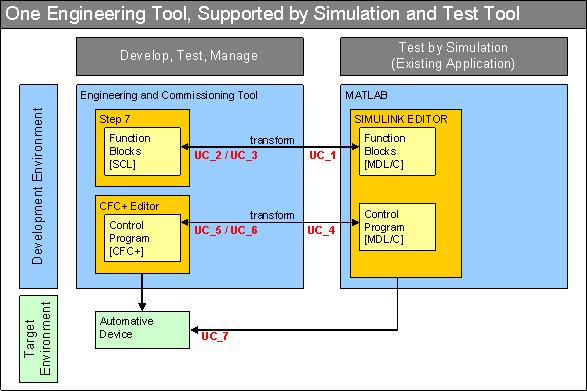 One Engineering Tool, Supported by Simulation and Test Tool
Develop, Test, Manage
Test by Simulation
(Existing Application)
Development Environment
Engineering and Commissioning Tool
MATLAB
Step 7
SIMULINK EDITOR
Function
Blocks
[SCL]
transform
UC_2 / UC_3
UC_1
Function
Blocks
[MDL/C]
CFC+ Editor
Control
Program
[CFC+]
transform
UC_5 / UC_6
UC_4
Control
Program
[MDL/C]
Target
Environment
Automative
Device
UC_7